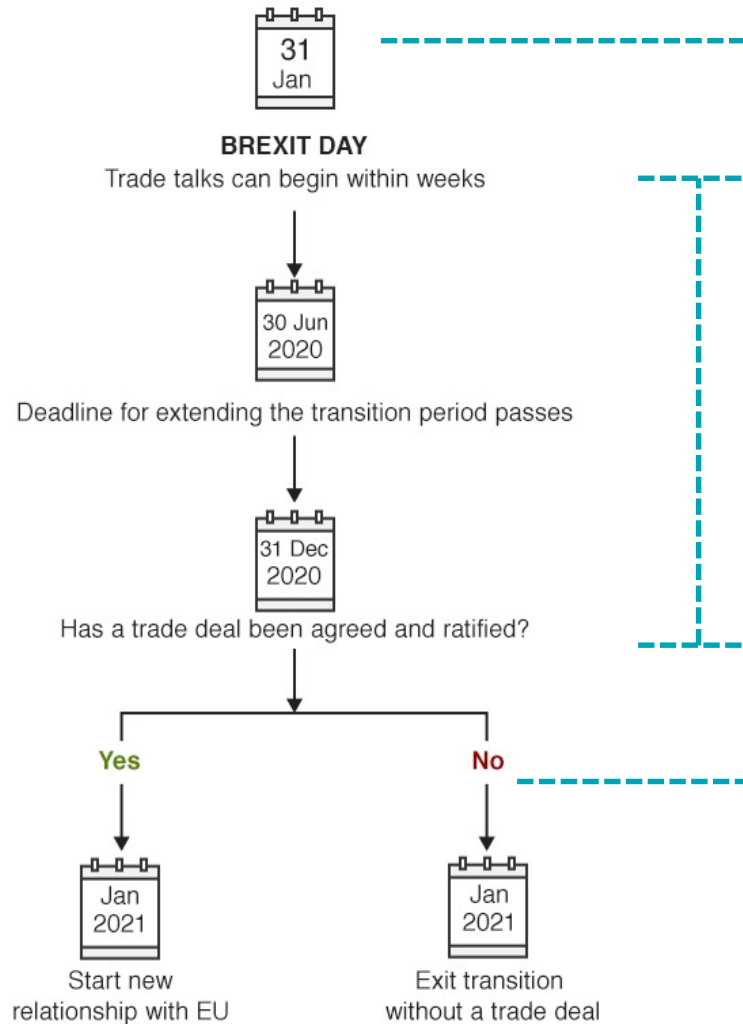 31
Jan
BREXIT DAY
Trade talks can begin within weeks
30 Jun
2020
Deadline for extending the transition period passes
31 Dec
2020
Has a trade deal been agreed and ratified?
Yes
No
Jan
2021
Jan
2021
Start new
relationship with EU
Exit transition
without a trade deal